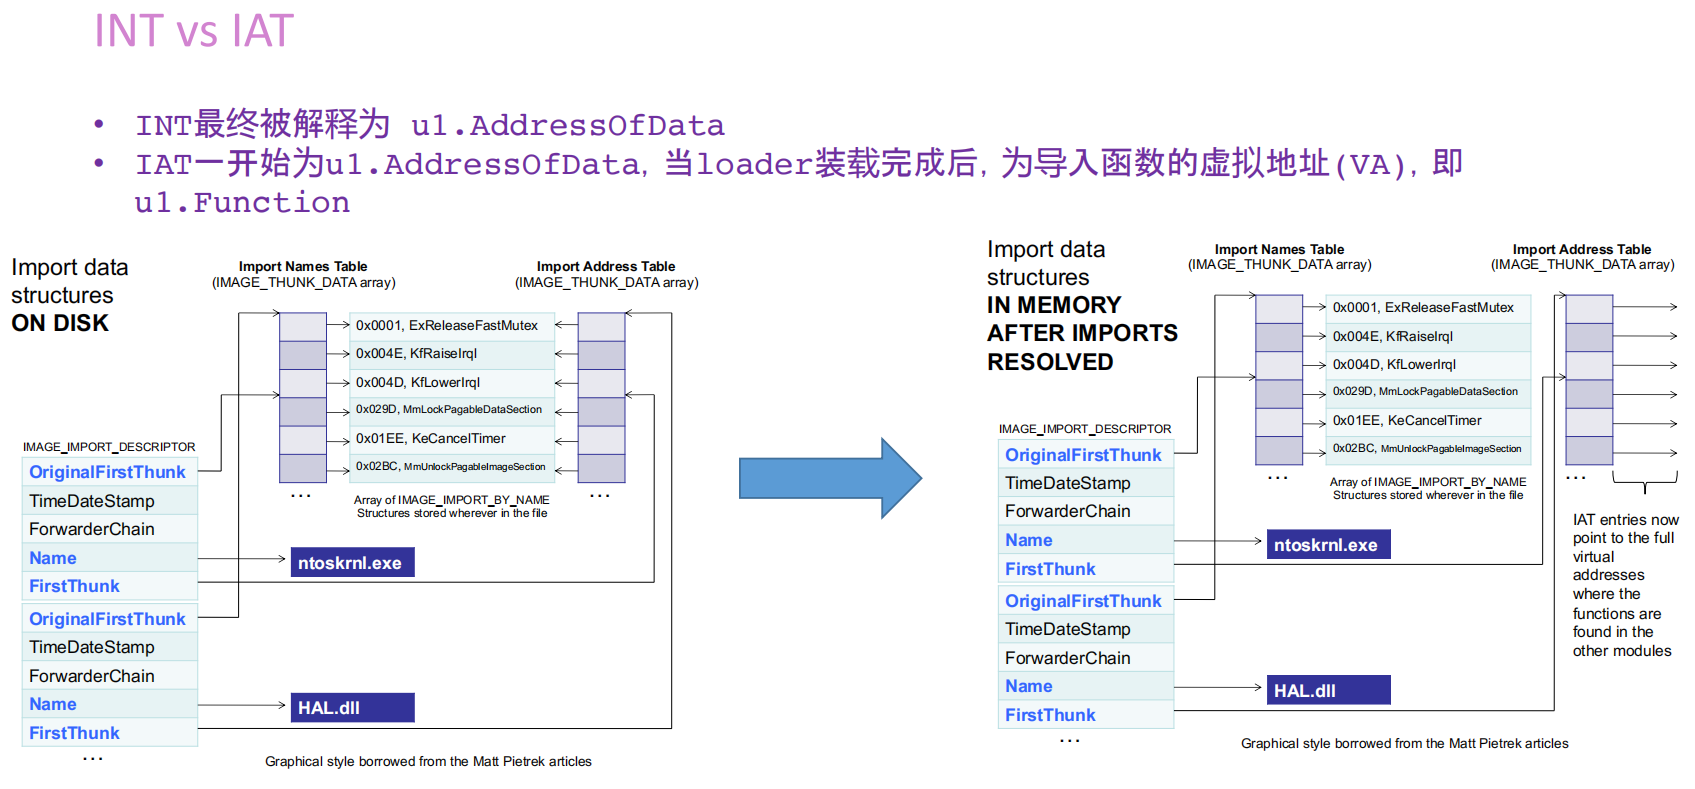 INT vs IAT
• INT最终被解释为 u1.AddressOfData
• IAT一开始为u1.AddressOfData, 当loader装载完成后, 为导入函数的虚拟地址(VA), 即
u1.Function
Import data
structures
ON DISK
Import Names Table
(IMAGE_THUNK_DATA array)
Import Address Table
(IMAGE_THUNK_DATA array)
0x0001, ExReleaseFastMutex
0x004E, KfRaiseIrql
0x004D, KfLowerIrql
0x029D, MmLockPagableDataSection
0x01EE, KeCancelTimer
0x02BC, MmUnlockPagableImageSection
...
...
Array of IMAGE_IMPORT_BY_NAME
Structures stored wherever in the file
IMAGE_IMPORT_DESCRIPTOR
OriginalFirstThunk
TimeDateStamp
ForwarderChain
Name
FirstThunk
OriginalFirstThunk
TimeDateStamp
ForwarderChain
Name
FirstThunk
...
ntoskrnl.exe
HAL.dll
Graphical style borrowed from the Matt Pietrek articles
Import data
structures
IN MEMORY
AFTER IMPORTS
RESOLVED
Import Names Table
(IMAGE_THUNK_DATA array)
Import Address Table
(IMAGE_THUNK_DATA array)
0x0001, ExReleaseFastMutex
0x004E, KfRaiseIrql
0x004D, KfLowerIrql
0x029D, MmLockPagableDataSection
0x01EE, KeCancelTimer
0x02BC, MmUnlockPagableImageSection
...
...
Array of IMAGE_IMPORT_BY_NAME
Structures stored wherever in the file
IMAGE_IMPORT_DESCRIPTOR
OriginalFirstThunk
TimeDateStamp
ForwarderChain
Name
FirstThunk
OriginalFirstThunk
TimeDateStamp
ForwarderChain
Name
FirstThunk
...
ntoskrnl.exe
HAL.dll
IAT entries now
point to the full
virtual
addresses
where the
functions are
found in the
other modules
Graphical style borrowed from the Matt Pietrek articles